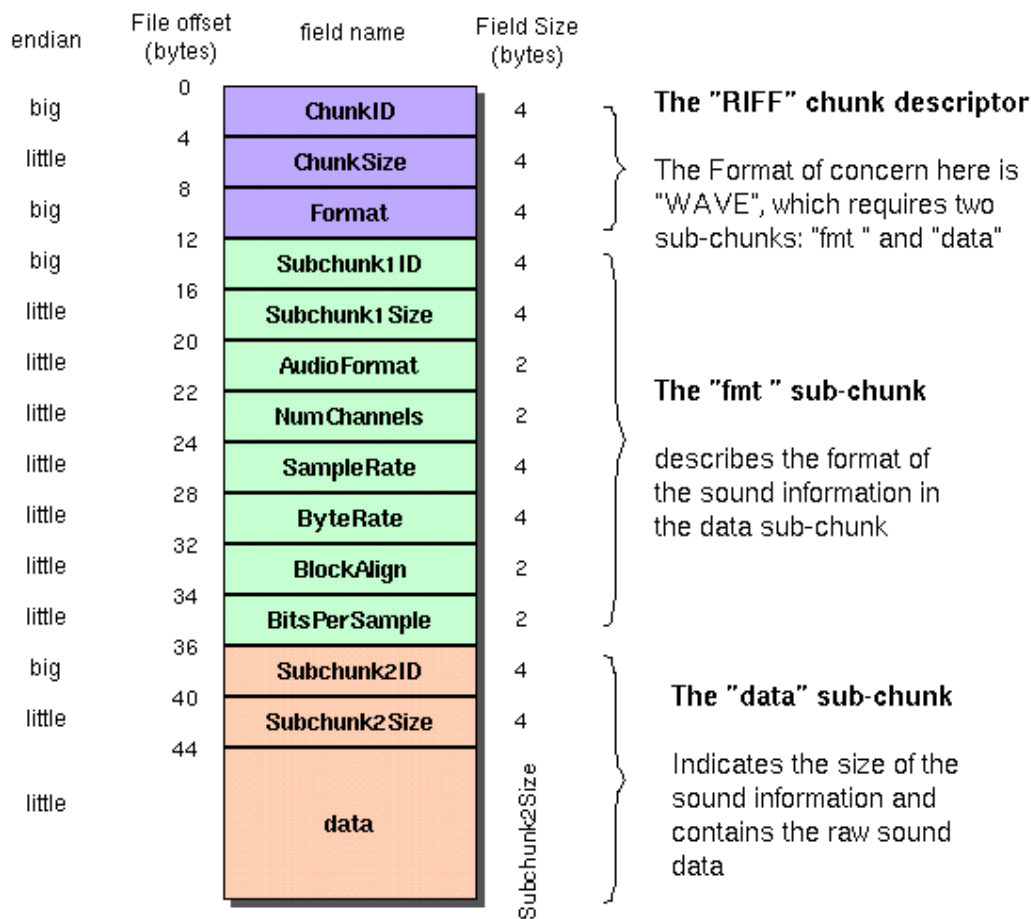 endian
File offset
(bytes)
field name
Field Size
(bytes)
0
big
ChunkID
4
4
little
ChunkSize
4
8
big
Format
4
12
The "RIFF" chunk descriptor
The Format of concern here is
"WAVE", which requires two
sub-chunks: "fmt " and "data"
big
Subchunk1ID
4
16
little
Subchunk1Size
4
20
little
AudioFormat
2
22
little
NumChannels
2
24
little
SampleRate
4
28
little
ByteRate
4
32
little
BlockAlign
2
34
little
BitsPerSample
2
36
The "fmt " sub-chunk
describes the format of
the sound information in
the data sub-chunk
big
Subchunk2ID
4
40
little
Subchunk2Size
4
44
little
data
Subchunk2Size
The "data" sub-chunk
Indicates the size of the
sound information and
contains the raw sound
data